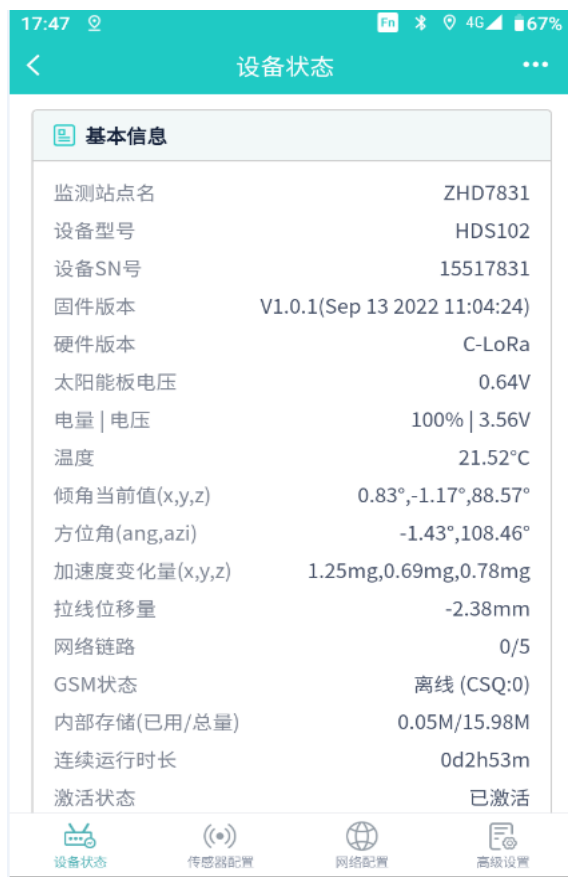 17:47 Fn 4G 67%
设备状态
基本信息
监测站点名 ZHD7831
设备型号 HDS102
设备SN号 15517831
固件版本 V1.0.1(Sep 13 2022 11:04:24)
硬件版本 C-LoRa
太阳能板电压 0.64V
电量 | 电压 100% | 3.56V
温度 21.52°C
倾角当前值(x,y,z) 0.83°,-1.17°,88.57°
方位角(ang,azi) -1.43°,108.46°
加速度变化量(x,y,z) 1.25mg,0.69mg,0.78mg
拉线位移量 -2.38mm
网络链路 0/5
GSM状态 离线 (CSQ:0)
内部存储(已用/总量) 0.05M/15.98M
连续运行时长 0d2h53m
激活状态 已激活
设备状态 传感器配置 网络配置 高级设置